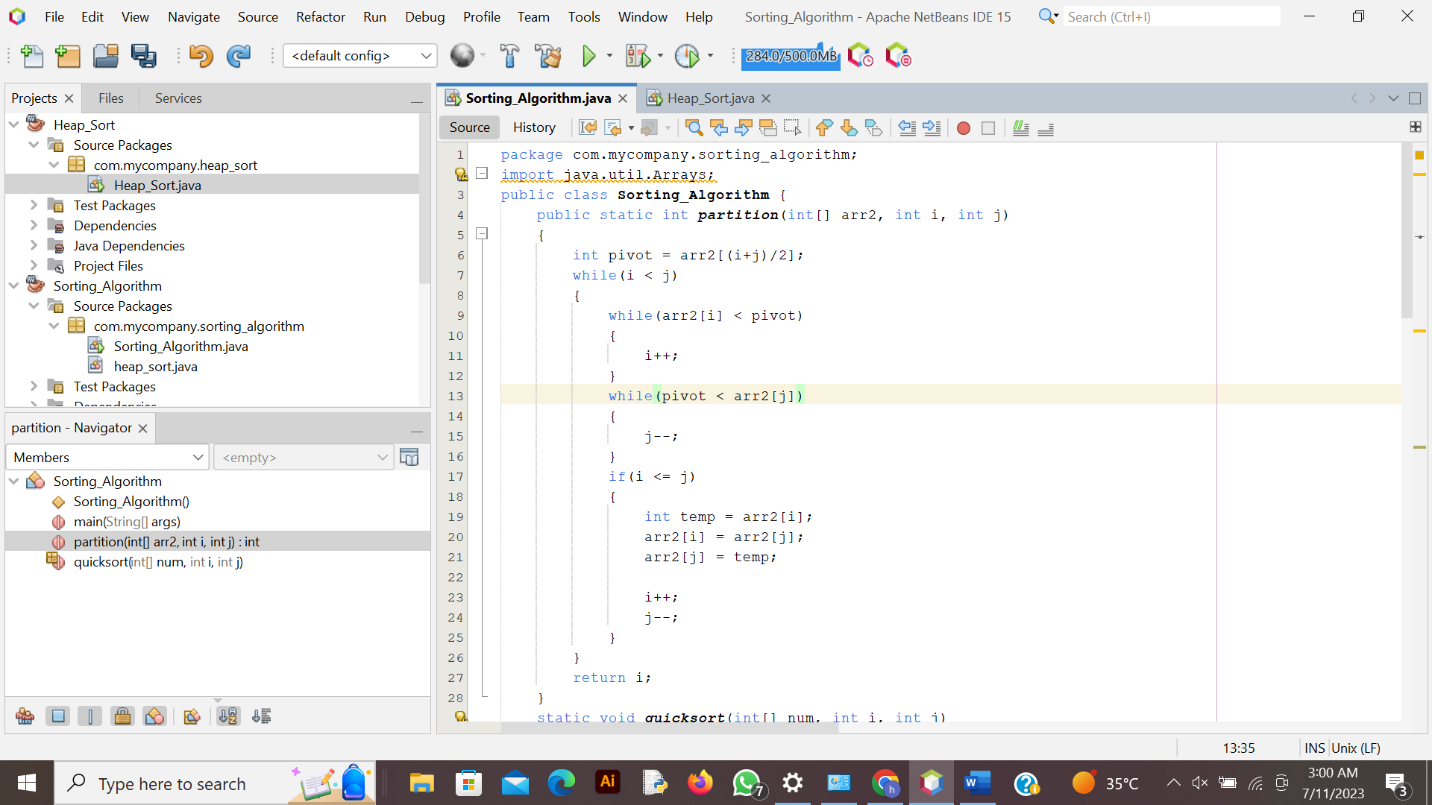 File Edit View Navigate Source Refactor Run Debug Profile Team Tools Window Help Sorting_Algorithm - Apache NetBeans IDE 15 Search (Ctrl+I)
<default config> 284.0/500.0MB
Projects Files Services
Heap_Sort
Source Packages
com.mycompany.heap_sort
Heap_Sort.java
Test Packages
Dependencies
Java Dependencies
Project Files
Sorting_Algorithm
Source Packages
com.mycompany.sorting_algorithm
Sorting_Algorithm.java
heap_sort.java
Test Packages
Dependencies
partition - Navigator
Members <empty>
Sorting_Algorithm
Sorting_Algorithm()
main(String[] args)
partition(int[] arr2, int i, int j) : int
quicksort(int[] num, int i, int j)
Sorting_Algorithm.java Heap_Sort.java
Source History
1 package com.mycompany.sorting_algorithm;
import java.util.Arrays;
3 public class Sorting_Algorithm {
4 public static int partition(int[] arr2, int i, int j)
5 {
6 int pivot = arr2[(i+j)/2];
7 while(i < j)
8 {
9 while(arr2[i] < pivot)
10 {
11 i++;
12 }
13 while(pivot < arr2[j])
14 {
15 j--;
16 }
17 if(i <= j)
18 {
19 int temp = arr2[i];
20 arr2[i] = arr2[j];
21 arr2[j] = temp;
22
23 i++;
24 j--;
25 }
26 }
27 return i;
28 }
static void quicksort(int[] num, int i, int j)
13:35 INS Unix (LF)
Type here to search Ai 7 W 35°C 3:00 AM
7/11/2023 3